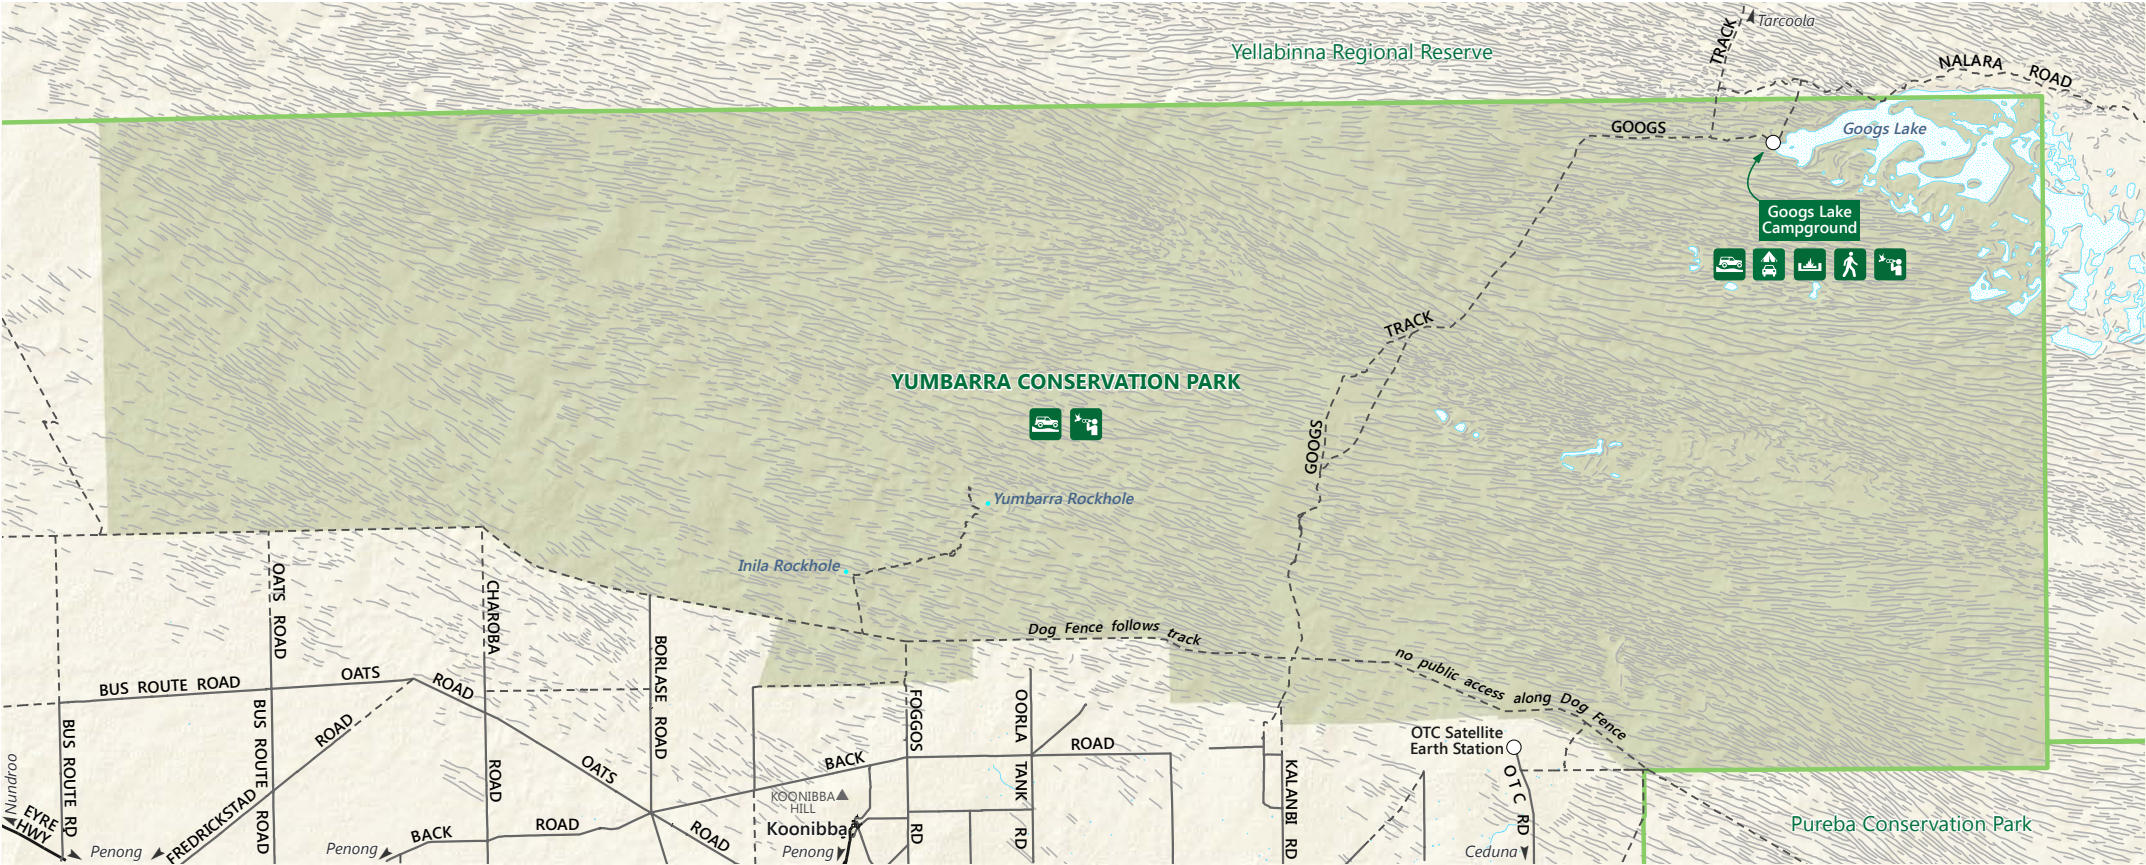 TRACK
Tarcoola
Yellabinna Regional Reserve
NALARA ROAD
GOOGS
Googs Lake
Googs Lake
Campground
TRACK
YUMBARRA CONSERVATION PARK
GOOGS
Yumbarra Rockhole
Inila Rockhole
Dog Fence follows track
no public access along Dog Fence
OATS ROAD
CHAROBA
BORLASE ROAD
BUS ROUTE ROAD
OATS
ROAD
FOGGOS
OORLA
ROAD
BUS ROUTE RD
BUS ROUTE ROAD
ROAD
OATS
BACK
OTC Satellite
Earth Station
Nundroo
ROAD
TANK
KALANBI RD
OTC RD
KOONIBBA
HILL
EYRE
HWY
FREDRICKSTAD
BACK
ROAD
ROAD
Koonibba
RD
RD
Pureba Conservation Park
Penong
Penong
Penong
Ceduna